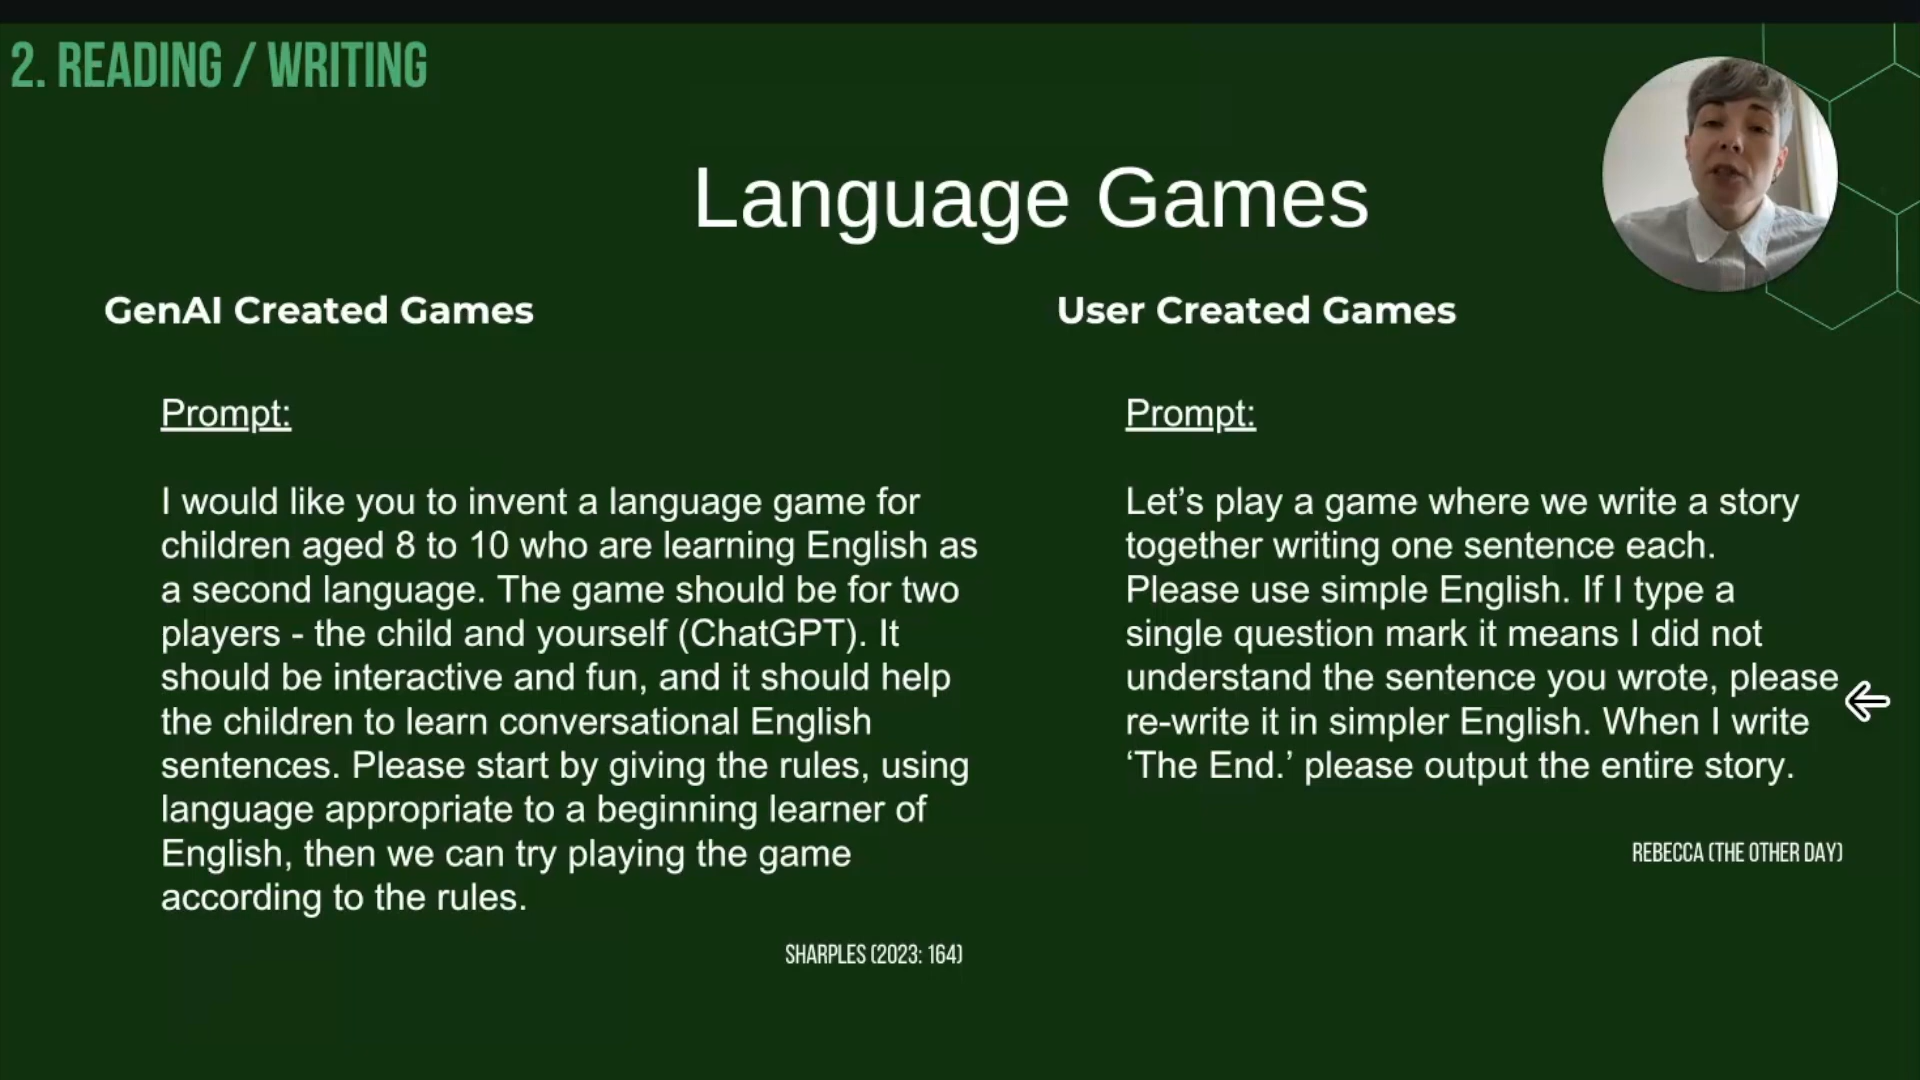 2. READING / WRITING
Language Games
GenAI Created Games
Prompt:
I would like you to invent a language game for
children aged 8 to 10 who are learning English as
a second language. The game should be for two
players - the child and yourself (ChatGPT). It
should be interactive and fun, and it should help
the children to learn conversational English
sentences. Please start by giving the rules, using
language appropriate to a beginning learner of
English, then we can try playing the game
according to the rules.
SHARPLES (2023: 164)
User Created Games
Prompt:
Let’s play a game where we write a story
together writing one sentence each.
Please use simple English. If I type a
single question mark it means I did not
understand the sentence you wrote, please
re-write it in simpler English. When I write
‘The End.’ please output the entire story.
REBECCA (THE OTHER DAY)